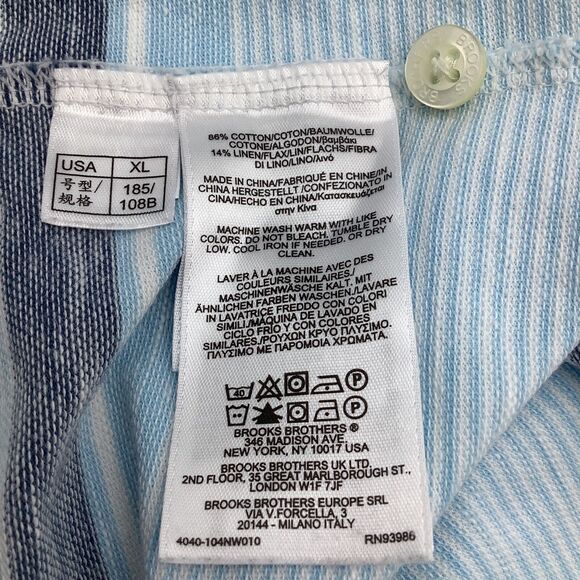 BROOKS
USA XL
号型/ 185/
规格 108B
86% COTTON/COTON/BAUMWOLLE/
COTONE/ALGODON/βαμβάκι
14% LINEN/FLAX/LIN/FLACHS/FIBRA
DI LINO/LINO/λινό
MADE IN CHINA/FABRIQUÉ EN CHINE/IN
CHINA HERGESTELLT /CONFEZIONATO IN
CINA/HECHO EN CHINA/Κατασκευάζεται
στην Κίνα
MACHINE WASH WARM WITH LIKE
COLORS. DO NOT BLEACH. TUMBLE DRY
LOW. COOL IRON IF NEEDED. OR DRY
CLEAN.
LAVER À LA MACHINE AVEC DES
COULEURS SIMILAIRES./
MASCHINENWÄSCHE KALT. MIT
ÄHNLICHEN FARBEN WASCHEN/LAVARE
IN LAVATRICE FREDDO CON COLORI
SIMILI./MÁQUINA DE LAVADO EN
CICLO FRÍO Y CON COLORES
SIMILARES/ΡΟΥΧΩΝ ΚΡΥΟ ΠΡΟΓΡΑΜΜΑ
ΠΛΥΣΙΜΟ ΜΕ ΠΑΡΟΜΟΙΑ ΧΡΩΜΑΤΑ.
40 P
P
BROOKS BROTHERS ®
346 MADISON AVE.
NEW YORK, NY 10017 USA
BROOKS BROTHERS UK LTD.
2ND FLOOR, 35 GREAT MARLBOROUGH ST.,
LONDON W1F 7JF
BROOKS BROTHERS EUROPE SRL
VIA V.FORCELLA, 3
20144 - MILANO ITALY
4040-104NW010 RN93986